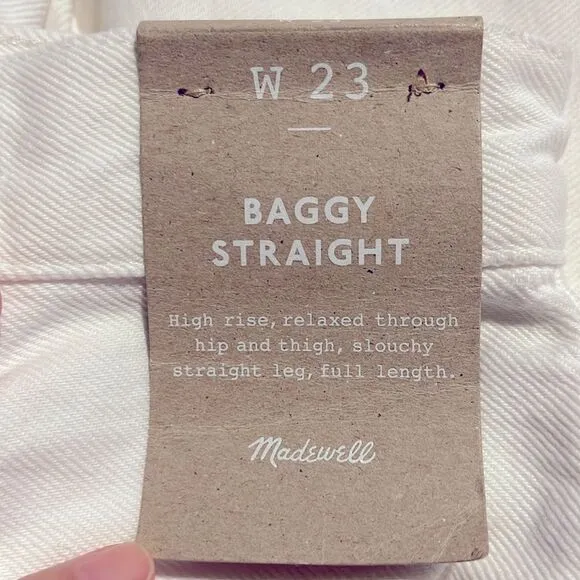 W 23
BAGGY
STRAIGHT
High rise, relaxed through
hip and thigh, slouchy
straight leg, full length.
Madewell